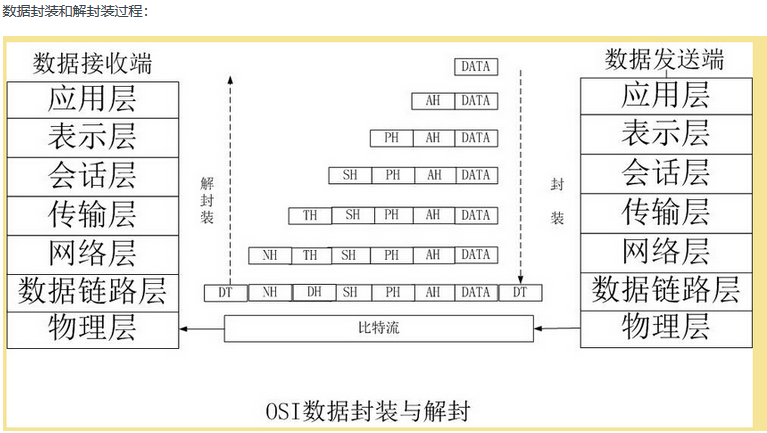 数据封装和解封装过程:
数据接收端
应用层
表示层
会话层
传输层
网络层
数据链路层
物理层
解封装
DATA
AH DATA
PH AH DATA
SH PH AH DATA
TH SH PH AH DATA
NH TH SH PH AH DATA
DT NH DH SH PH AH DATA DT
比特流
封装
数据发送端
应用层
表示层
会话层
传输层
网络层
数据链路层
物理层
OSI数据封装与解封